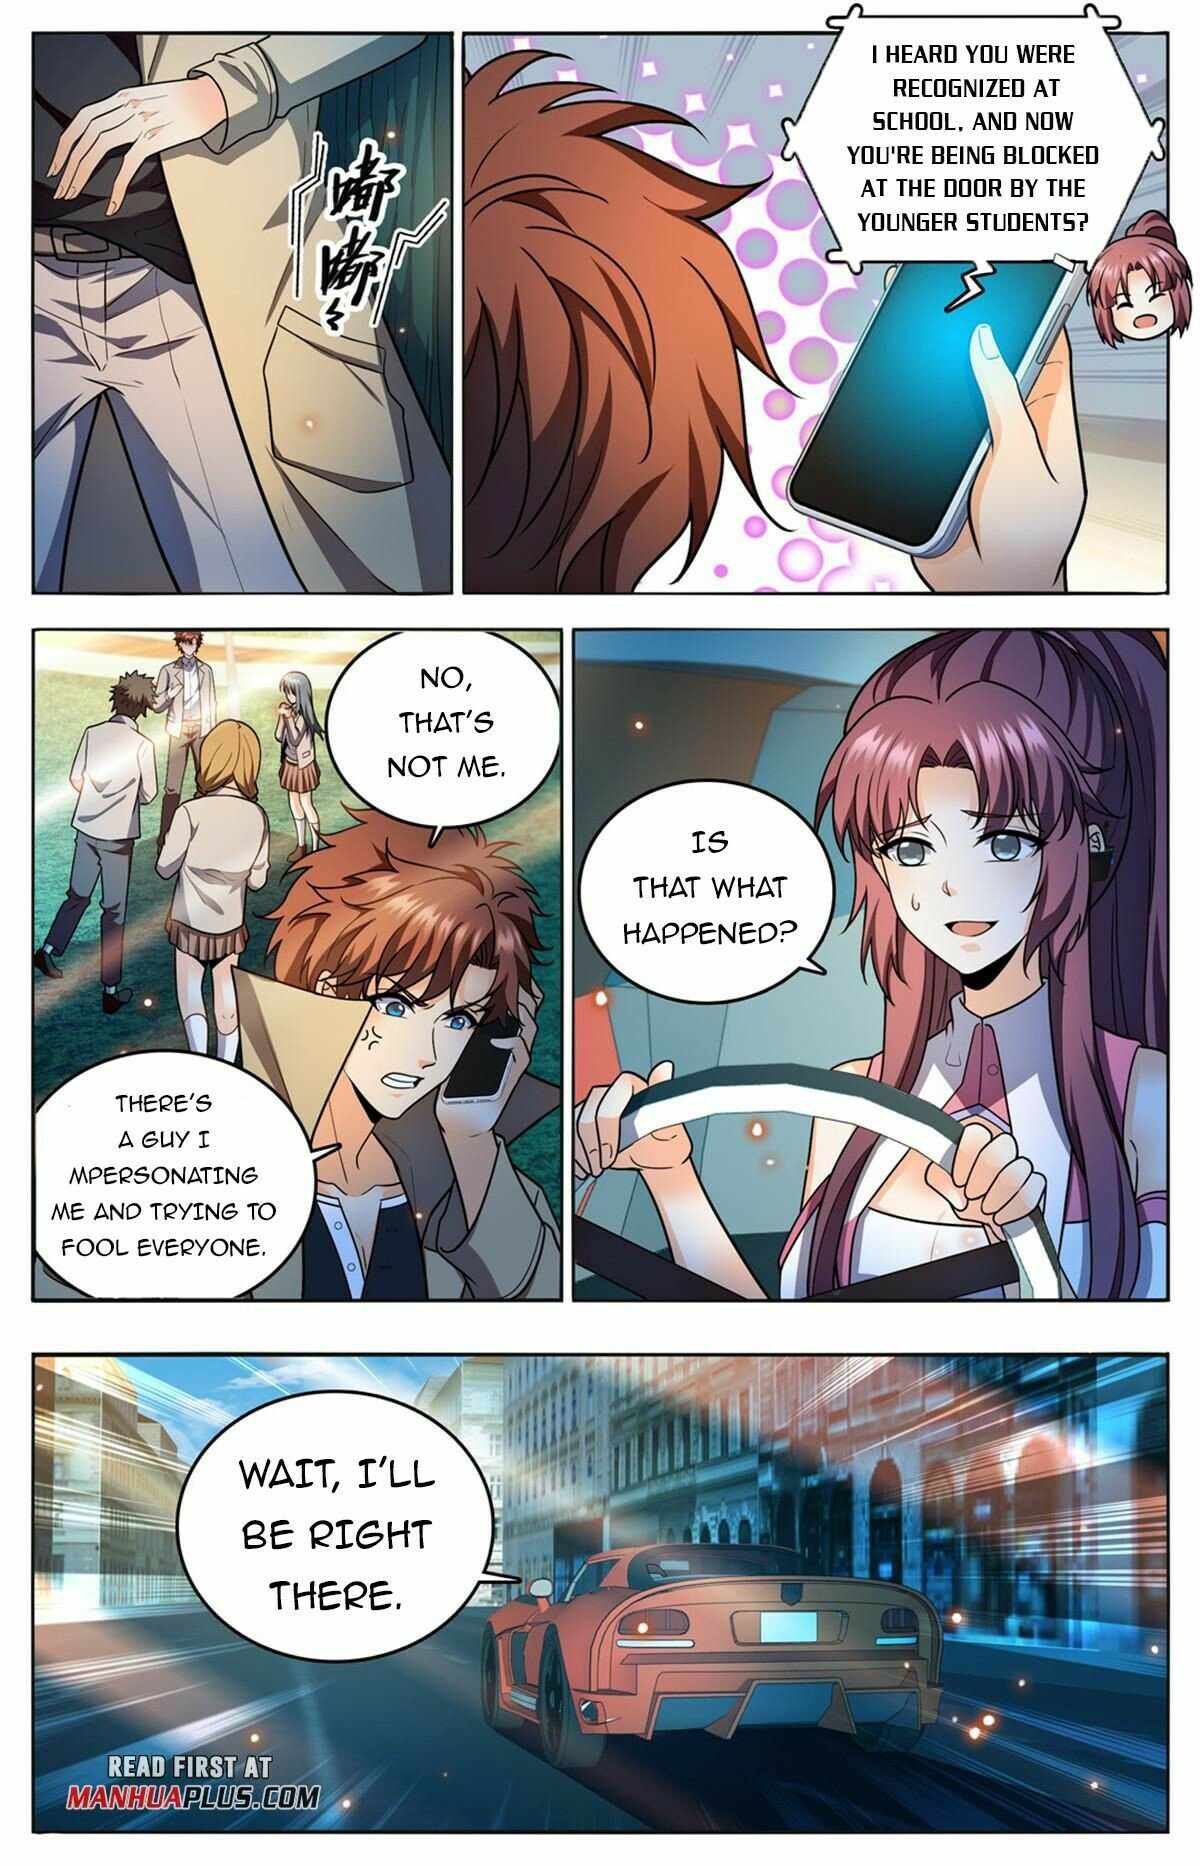 嘟
嘟
I HEARD YOU WERE
RECOGNIZED AT
SCHOOL, AND NOW
YOU'RE BEING BLOCKED
AT THE DOOR BY THE
YOUNGER STUDENTS?
NO,
THAT'S
NOT ME.
THERE'S
A GUY I
MPERSONATING
ME AND TRYING TO
FOOL EVERYONE.
IS
THAT WHAT
HAPPENED?
WAIT, I'LL
BE RIGHT
THERE.
READ FIRST AT
MANHUAPLUS.COM